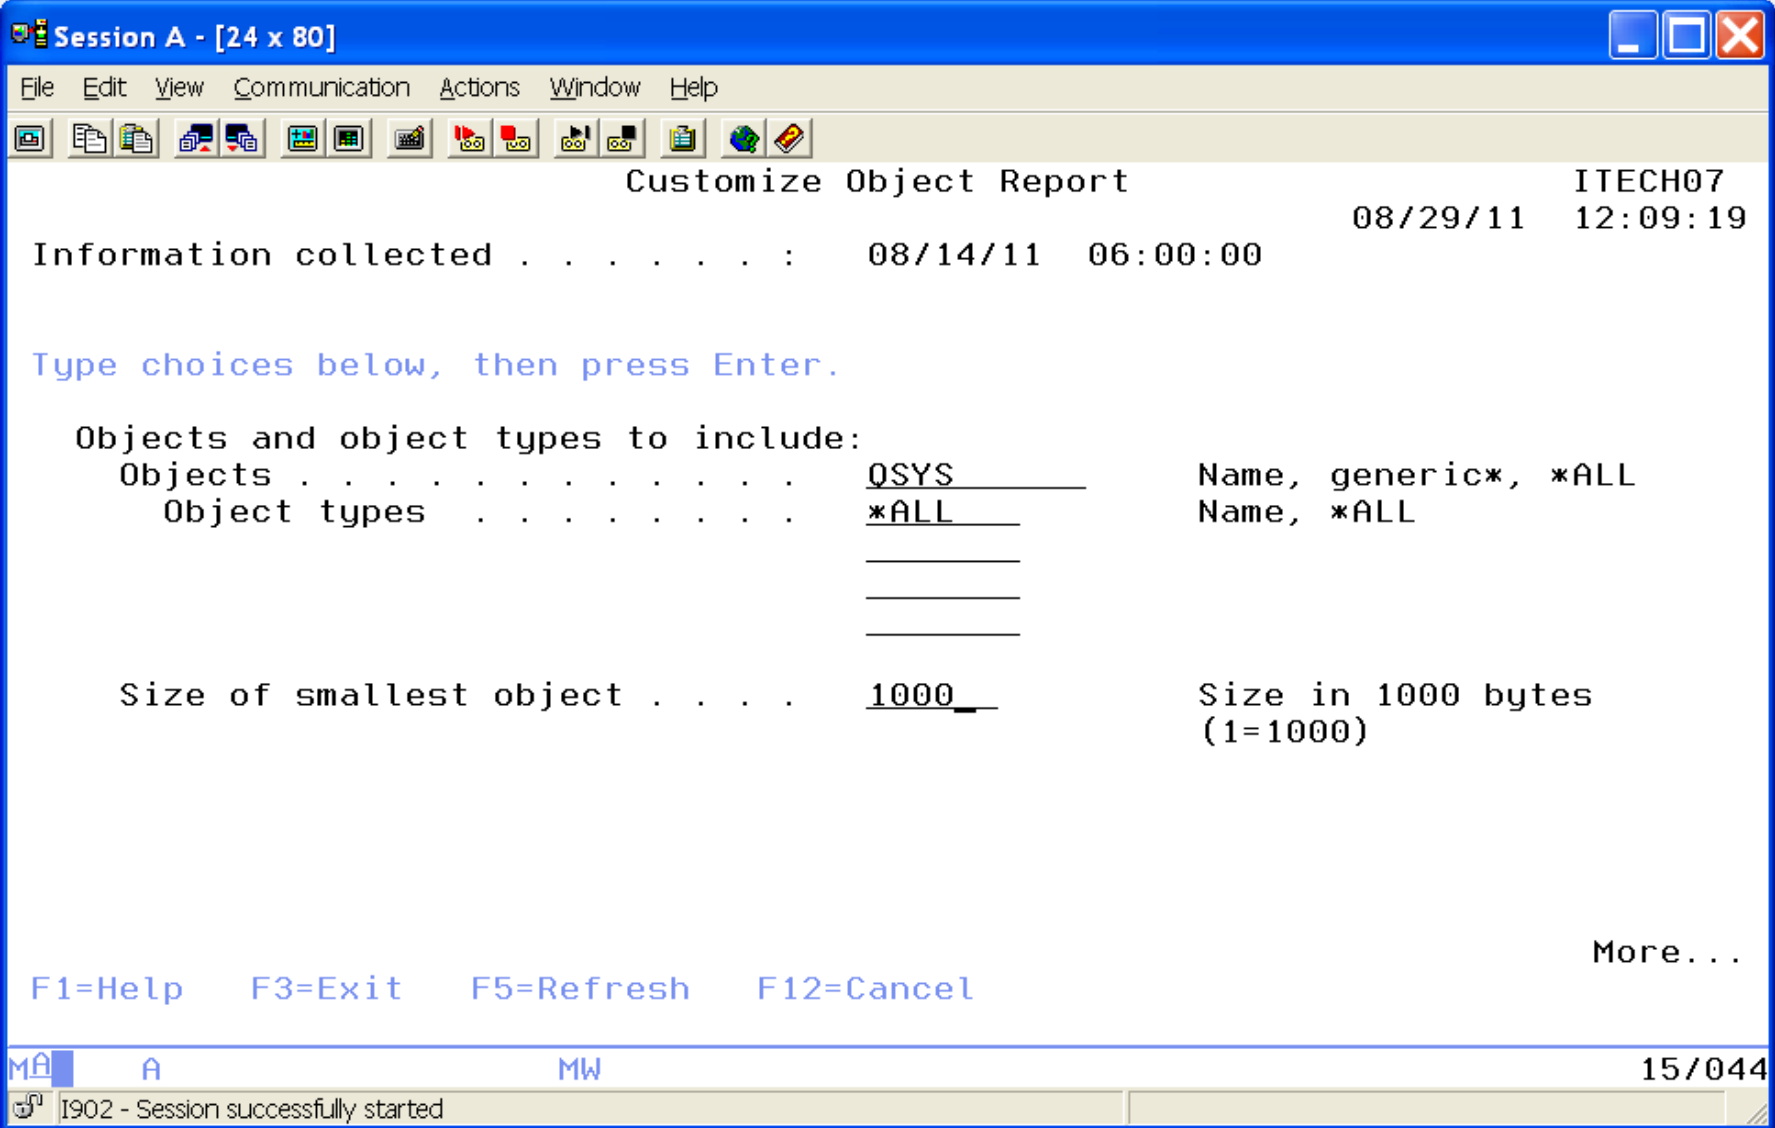 Session A - [24 x 80]
File Edit View Communication Actions Window Help
Customize Object Report ITECH07
08/29/11 12:09:19
Information collected . . . . . . : 08/14/11 06:00:00
Type choices below, then press Enter.
Objects and object types to include:
Objects . . . . . . . . . . . . QSYS Name, generic*, *ALL
Object types . . . . . . . . *ALL Name, *ALL
Size of smallest object . . . . 1000 Size in 1000 bytes
(1=1000)
More...
F1=Help F3=Exit F5=Refresh F12=Cancel
MA A MW 15/044
I902 - Session successfully started